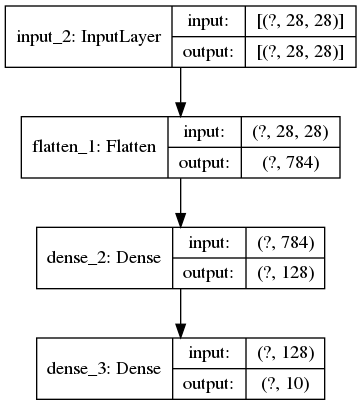 input_2: InputLayer
input:
[(?, 28, 28)]
output:
[(?, 28, 28)]
flatten_1: Flatten
input:
(?, 28, 28)
output:
(?, 784)
dense_2: Dense
input:
(?, 784)
output:
(?, 128)
dense_3: Dense
input:
(?, 128)
output:
(?, 10)